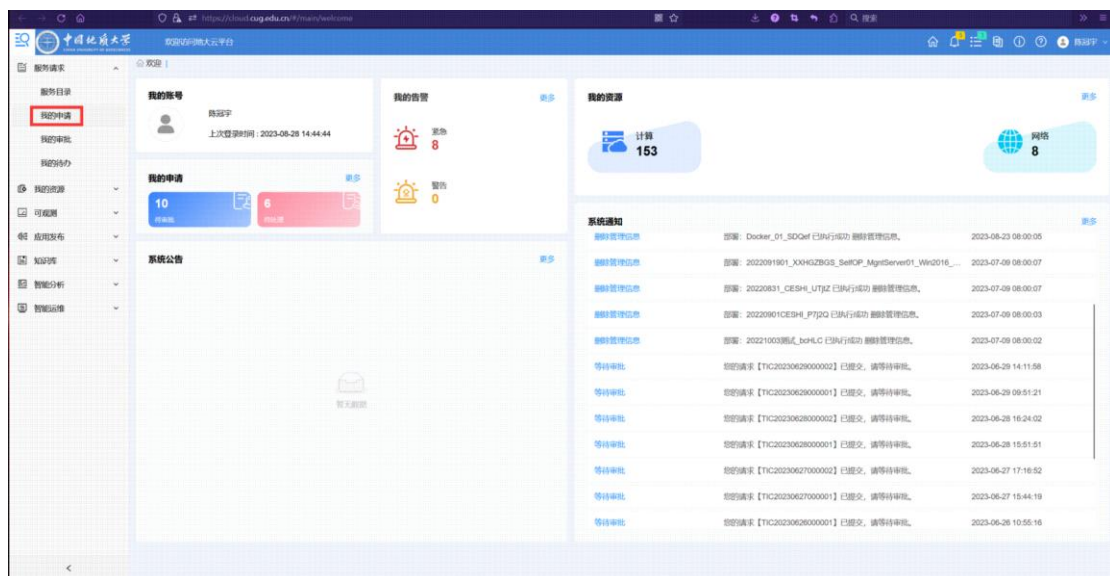 https://cloud.cug.edu.cn/#/main/welcome
搜索
中国地质大学
欢迎访问地大云平台
陈冠宇
服务请求
服务目录
我的申请
我的审批
我的待办
我的资源
可观测
应用发布
知识库
智能分析
智能运维
欢迎
我的账号
陈冠宇
上次登录时间 : 2023-08-28 14:44:44
我的申请
更多
10
待审批
6
我的告警
更多
紧急
8
警告
0
我的资源
更多
计算
153
网络
8
系统公告
更多
暂无数据
系统通知
更多
删除管理信息 部署: Docker_01_SDQef 已执行成功 删除管理信息。 2023-08-23 08:00:05
删除管理信息 部署: 2022091901_XXHGZBGS_SelfOP_MgntServer01_Win2016_... 2023-07-09 08:00:07
删除管理信息 部署: 20220831_CESHI_UTjtZ 已执行成功 删除管理信息。 2023-07-09 08:00:07
删除管理信息 部署: 20220901CESHI_P7j2Q 已执行成功 删除管理信息。 2023-07-09 08:00:03
删除管理信息 部署: 20221003测试_bcHLC 已执行成功 删除管理信息。 2023-07-09 08:00:02
等待审批 您的请求【TIC20230629000002】已提交, 请等待审批。 2023-06-29 14:11:58
等待审批 您的请求【TIC20230629000001】已提交, 请等待审批。 2023-06-29 09:51:21
等待审批 您的请求【TIC20230628000002】已提交, 请等待审批。 2023-06-28 16:24:02
等待审批 您的请求【TIC20230628000001】已提交, 请等待审批。 2023-06-28 15:51:51
等待审批 您的请求【TIC20230627000002】已提交, 请等待审批。 2023-06-27 17:16:52
等待审批 您的请求【TIC20230627000001】已提交, 请等待审批。 2023-06-27 15:44:19
等待审批 您的请求【TIC20230626000001】已提交, 请等待审批。 2023-06-26 10:55:16